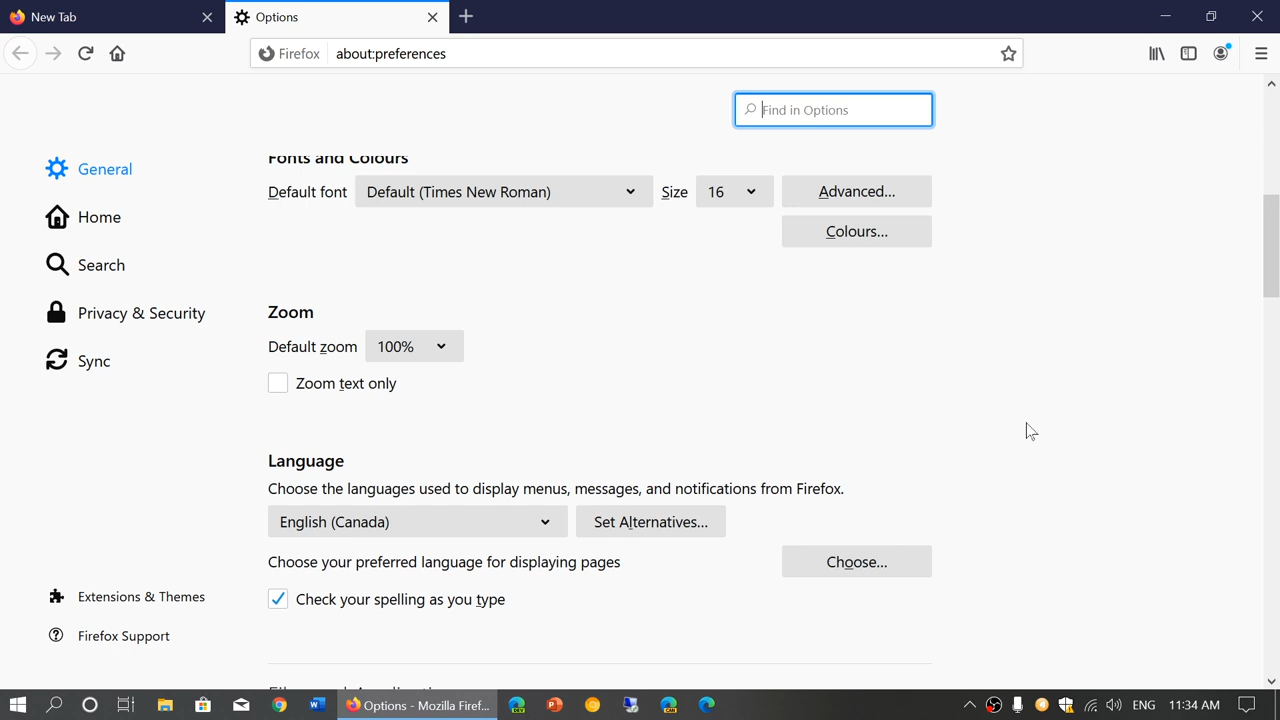 New Tab
Options
Firefox
about:preferences
Find in Options
General
Home
Search
Privacy & Security
Sync
Extensions & Themes
Firefox Support
Fonts and Colours
Default font Default (Times New Roman) Size 16 Advanced...
Colours...
Zoom
Default zoom 100%
Zoom text only
Language
Choose the languages used to display menus, messages, and notifications from Firefox.
English (Canada) Set Alternatives...
Choose your preferred language for displaying pages Choose...
Check your spelling as you type
Options - Mozilla Firef...
ENG 11:34 AM